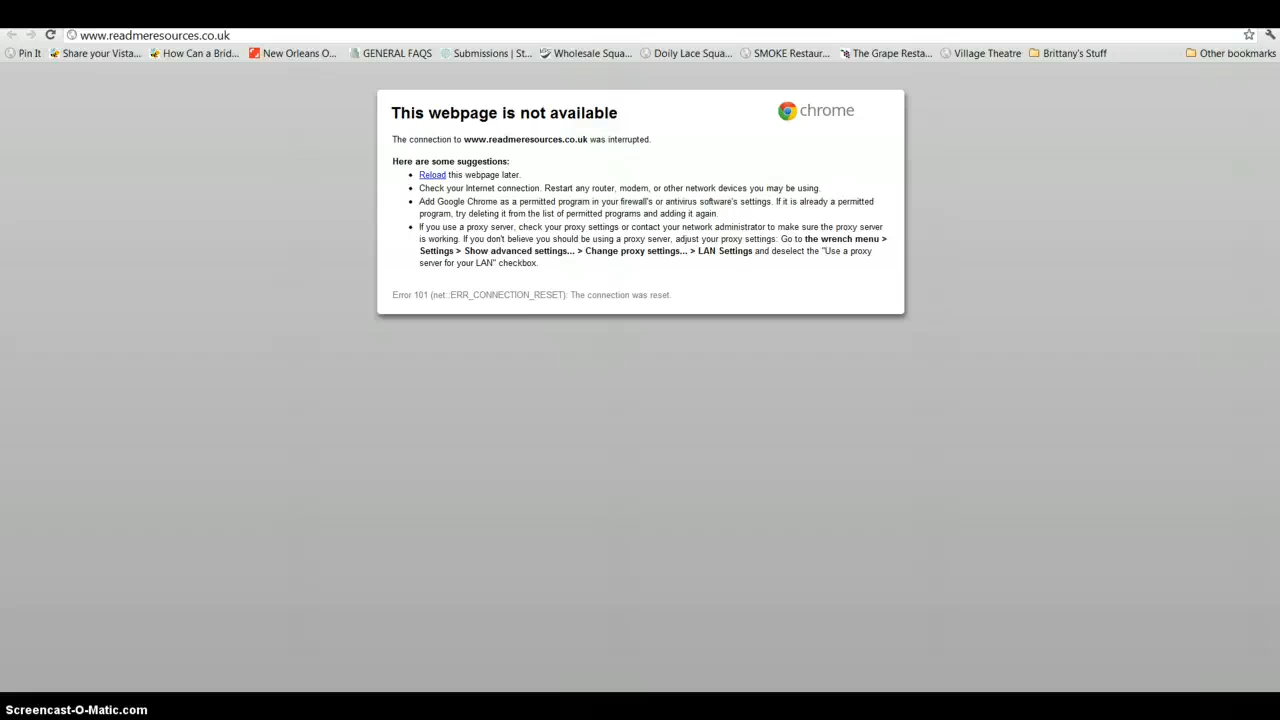 www.readmeresources.co.uk
Pin It Share your Vista... How Can a Brid... New Orleans O... GENERAL FAQS Submissions | St... Wholesale Squa... Doily Lace Squa... SMOKE Restaur... The Grape Resta... Village Theatre Brittany's Stuff Other bookmarks
This webpage is not available
chrome
The connection to www.readmeresources.co.uk was interrupted.
Here are some suggestions:
Reload this webpage later.
Check your Internet connection. Restart any router, modem, or other network devices you may be using.
Add Google Chrome as a permitted program in your firewall's or antivirus software's settings. If it is already a permitted
program, try deleting it from the list of permitted programs and adding it again.
If you use a proxy server, check your proxy settings or contact your network administrator to make sure the proxy server
is working. If you don't believe you should be using a proxy server, adjust your proxy settings: Go to the wrench menu >
Settings > Show advanced settings... > Change proxy settings... > LAN Settings and deselect the "Use a proxy
server for your LAN" checkbox.
Error 101 (net::ERR_CONNECTION_RESET): The connection was reset.
Screencast-O-Matic.com